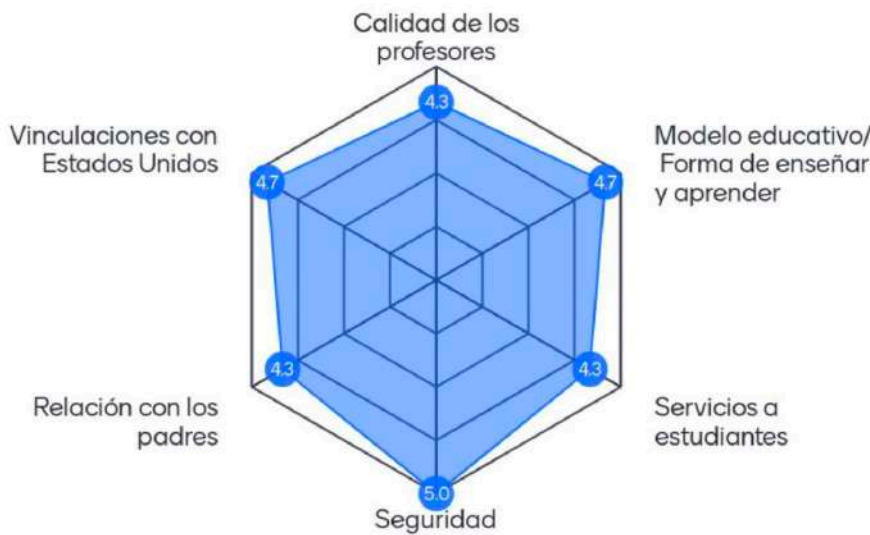 Calidad de los
profesores
4.3
Vinculaciones con
Estados Unidos
4.7
Modelo educativo/
Forma de enseñar
y aprender
4.7
Relación con los
padres
4.3
Servicios a
estudiantes
4.3
5.0
Seguridad